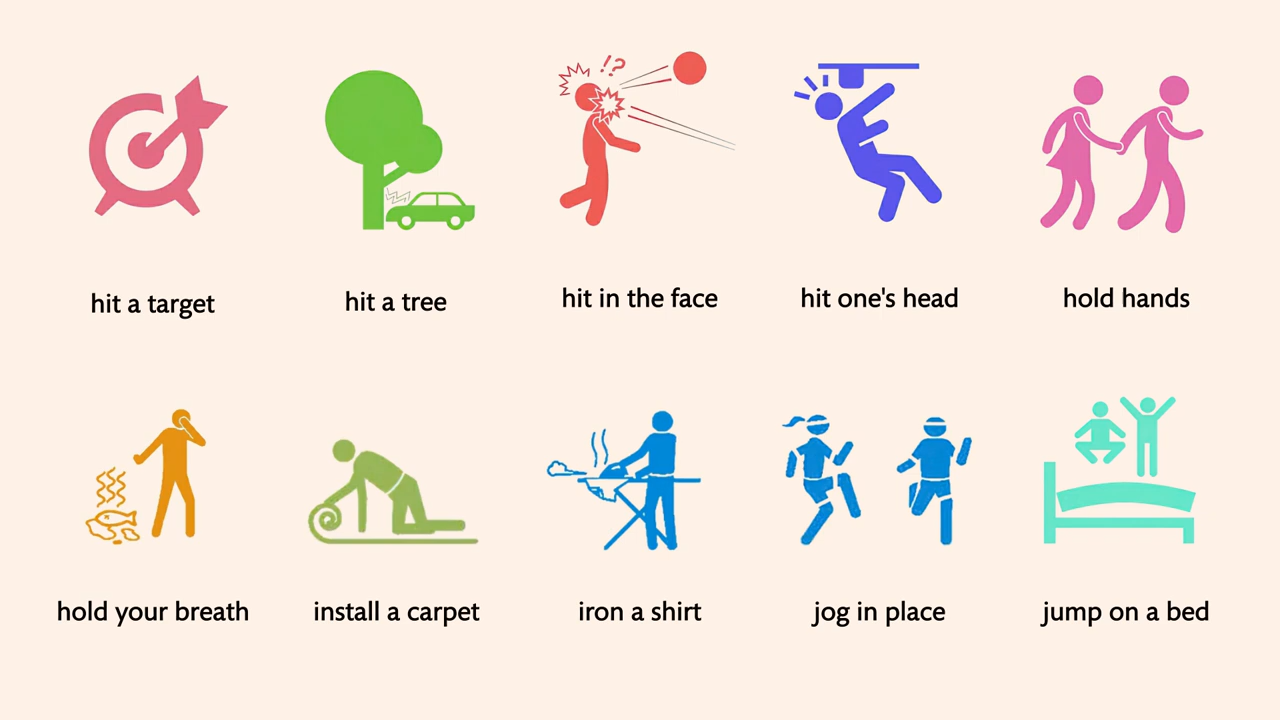 !?
hit a target
hit a tree
hit in the face
hit one's head
hold hands
hold your breath
install a carpet
iron a shirt
jog in place
jump on a bed